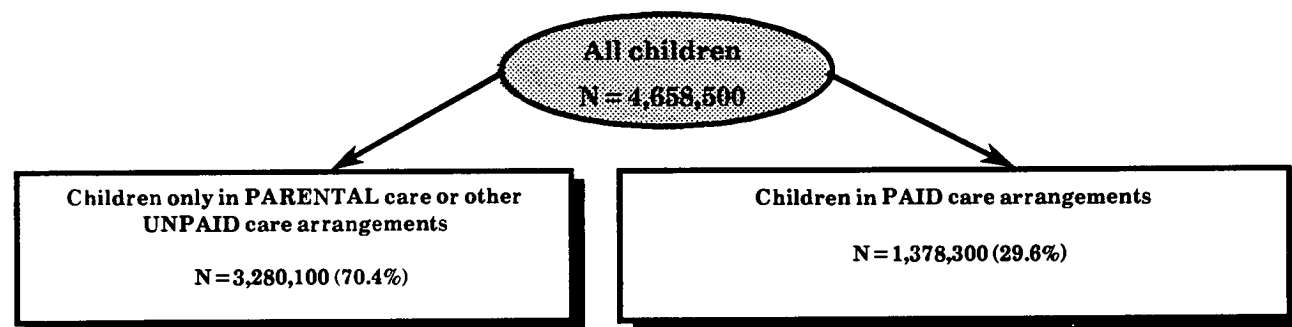 All children
N = 4,658,500
Children only in PARENTAL care or other
UNPAID care arrangements
N = 3,280,100 (70.4%)
Children in PAID care arrangements
N = 1,378,300 (29.6%)